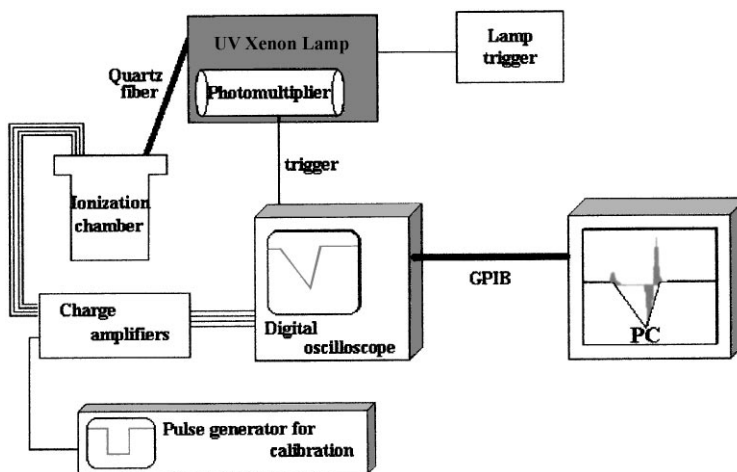 UV Xenon Lamp
Lamp
trigger
Quartz
fiber
Photomultiplier
trigger
Ionization
chamber
GPIB
Charge
amplifiers
Digital
oscilloscope
PC
Pulse generator for
calibration